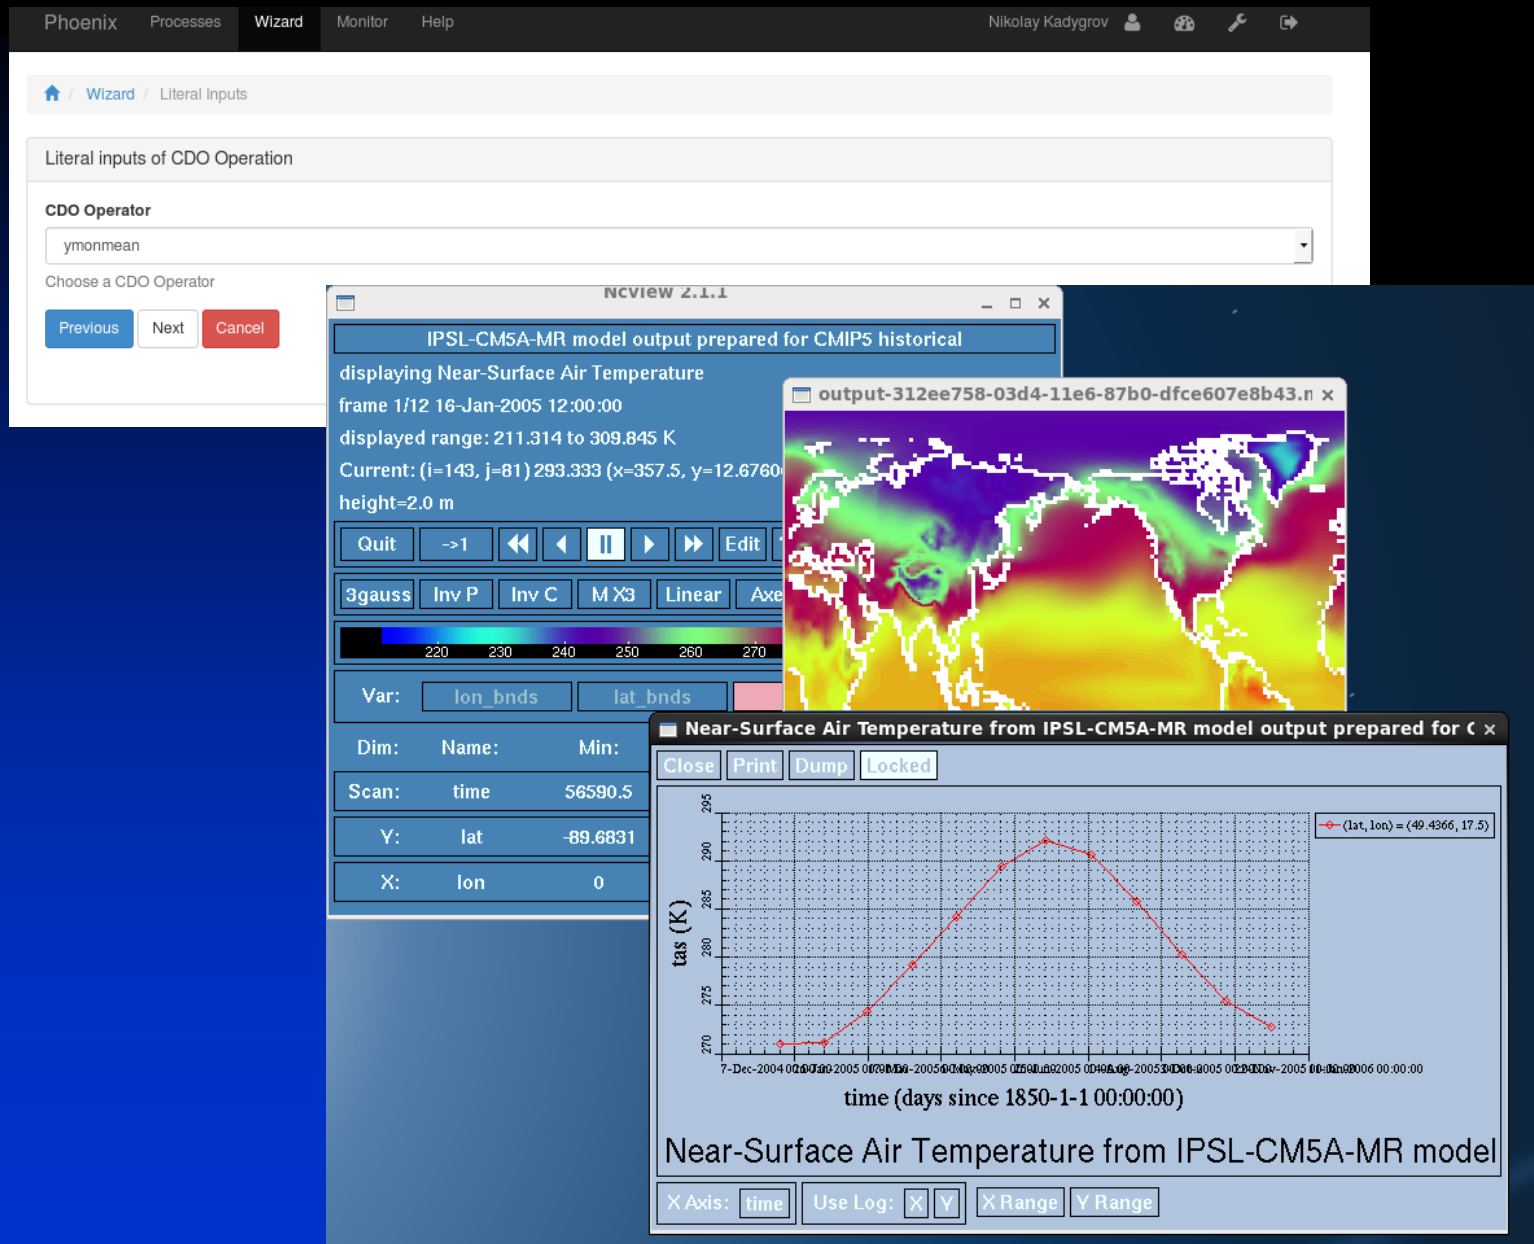 Phoenix Processes Wizard Monitor Help Nikolay Kadygrov
/ Wizard / Literal Inputs
Literal inputs of CDO Operation
CDO Operator
ymonmean
Choose a CDO Operator
Previous Next Cancel
Ncview 2.1.1
IPSL-CM5A-MR model output prepared for CMIP5 historical
displaying Near-Surface Air Temperature
frame 1/12 16-Jan-2005 12:00:00
displayed range: 211.314 to 309.845 K
Current: (i=143, j=81) 293.333 (x=357.5, y=12.6760
height=2.0 m
Quit ->1 Edit
3gauss Inv P Inv C M X3 Linear Axe
220 230 240 250 260 270
Var: lon_bnds lat_bnds
Dim: Name: Min:
Scan: time 56590.5
Y: lat -89.6831
X: lon 0
output-312ee758-03d4-11e6-87b0-dfce607e8b43.n
Near-Surface Air Temperature from IPSL-CM5A-MR model output prepared for C
Close Print Dump Locked
295
290
285
280
275
270
tas (K)
(lat, lon) = (49.4366, 17.5)
7-Dec-2004 2006 00:00:00
time (days since 1850-1-1 00:00:00)
Near-Surface Air Temperature from IPSL-CM5A-MR model
X Axis: time Use Log: X Y X Range Y Range